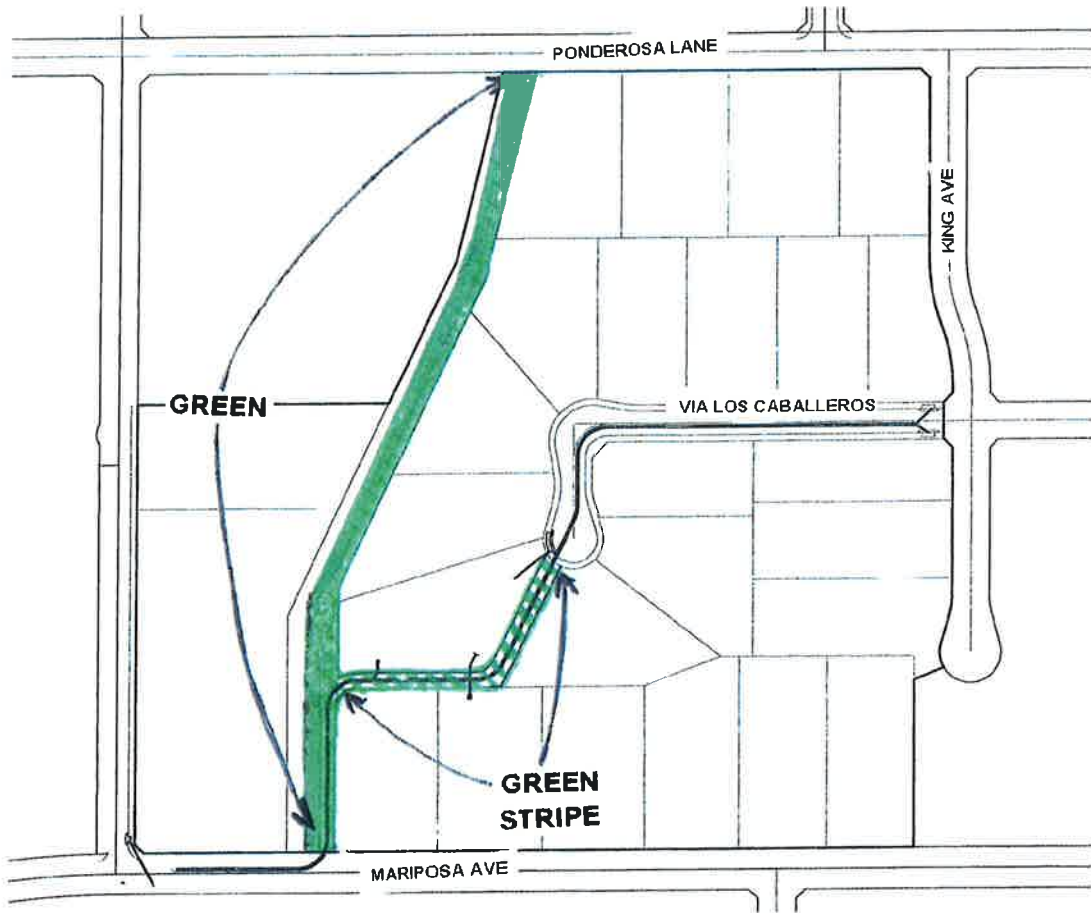 PONDEROSA LANE
KING AVE
GREEN
VIA LOS CABALLEROS
GREEN
STRIPE
MARIPOSA AVE